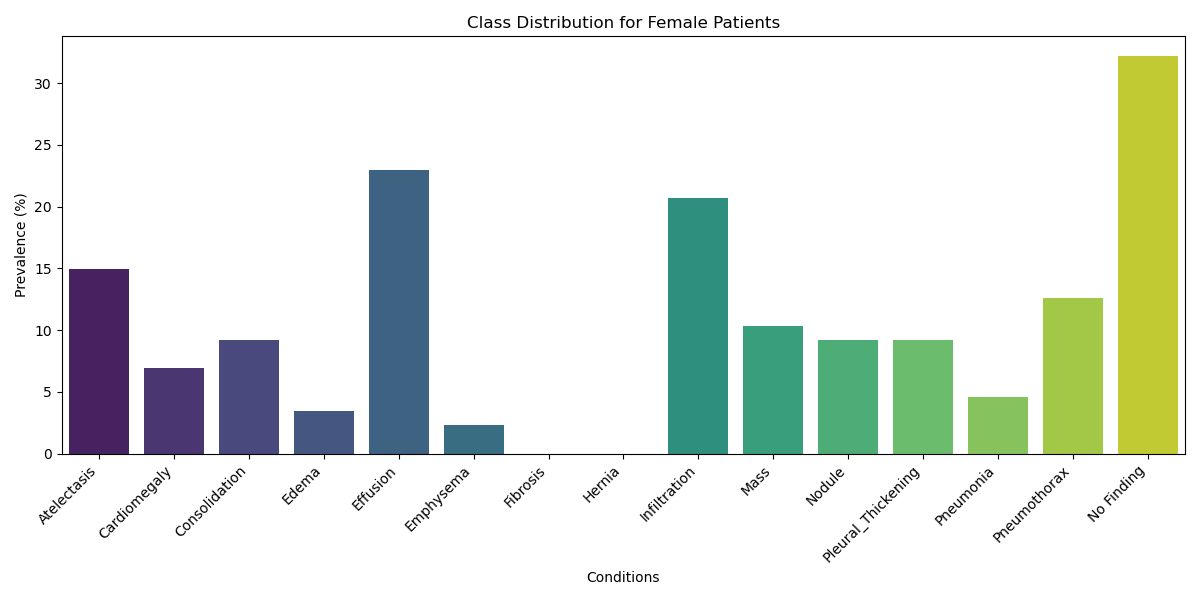 Class Distribution for Female Patients
Prevalence (%)
30
25
20
15
10
5
0
Atelectasis
Cardiomegaly
Consolidation
Edema
Effusion
Emphysema
Fibrosis
Hernia
Infiltration
Mass
Nodule
Pleural_Thickening
Pneumonia
Pneumothorax
No Finding
Conditions